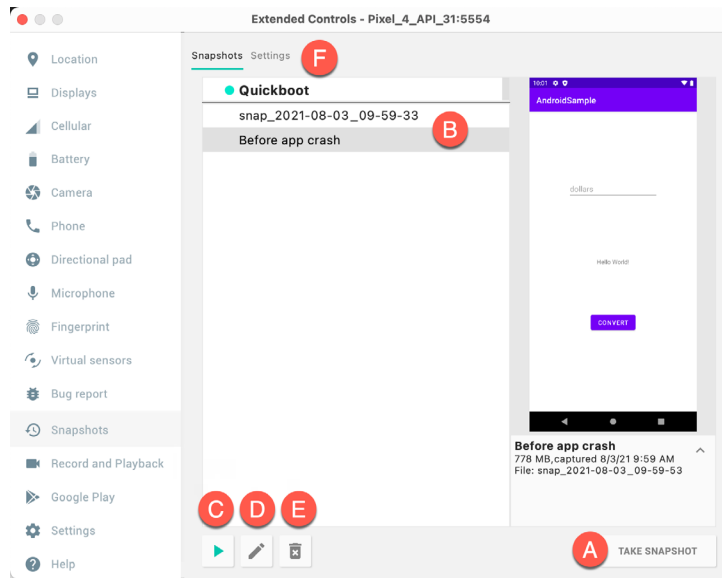 Extended Controls - Pixel_4_API_31:5554
Location
Displays
Cellular
Battery
Camera
Phone
Directional pad
Microphone
Fingerprint
Virtual sensors
Bug report
Snapshots
Record and Playback
Google Play
Settings
Help
Snapshots Settings
F
Quickboot
snap_2021-08-03_09-59-33
B
Before app crash
10:01
AndroidSample
dollars
Hello World!
CONVERT
Before app crash
778 MB,captured 8/3/21 9:59 AM
File: snap_2021-08-03_09-59-53
C D E
A TAKE SNAPSHOT